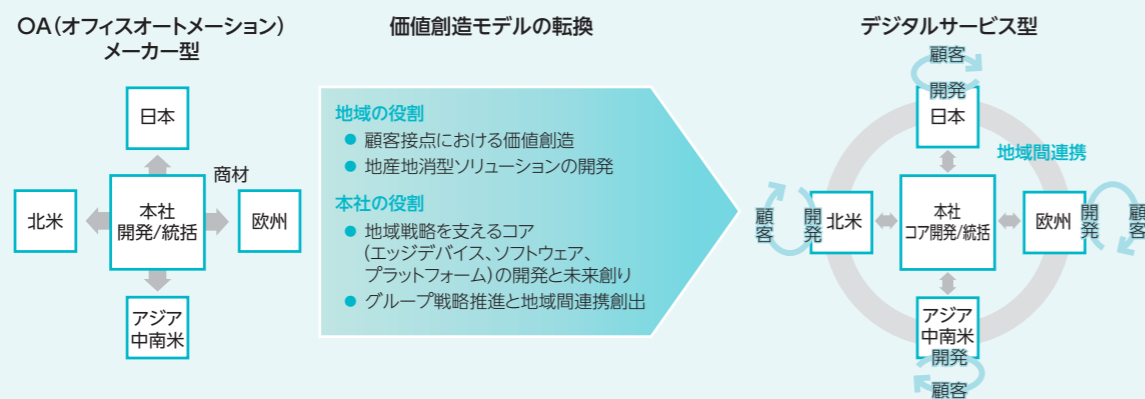 OA(オフィスオートメーション)
メーカー型
日本
商材
北米
本社
開発/統括
欧州
アジア
中南米
価値創造モデルの転換
地域の役割
● 顧客接点における価値創造
● 地産地消型ソリューションの開発
本社の役割
● 地域戦略を支えるコア
(エッジデバイス、ソフトウェア、
プラットフォーム)の開発と未来創り
● グループ戦略推進と地域間連携創出
デジタルサービス型
顧客
開発
日本
地域間連携
顧客
開発
北米
本社
コア開発/統括
欧州
開発
顧客
アジア
中南米
開発
顧客